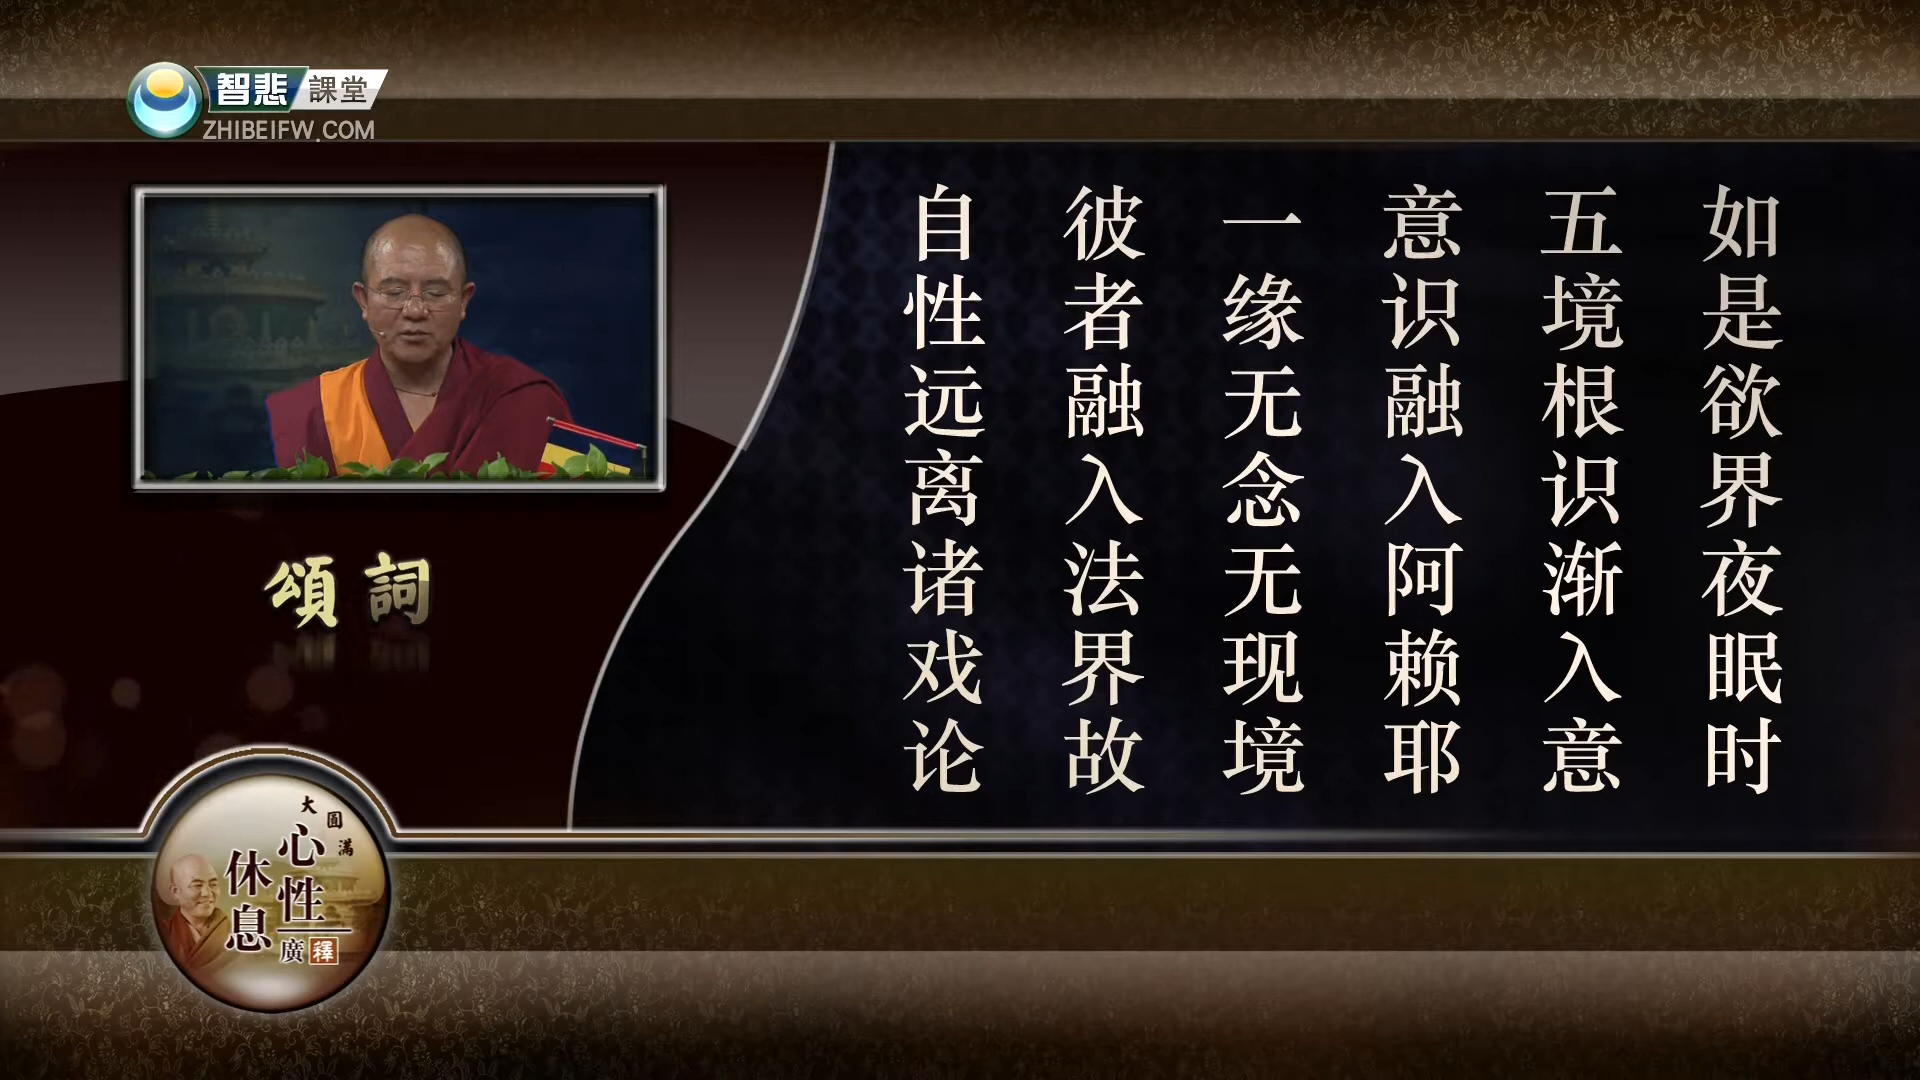 智悲 課堂
ZHIBEIFW.COM
如是欲界夜眠时
五境根识渐入意
意识融入阿赖耶
一缘无念无现境
彼者融入法界故
自性远离诸戏论
頌詞
大圓滿
心性
休息
廣釋